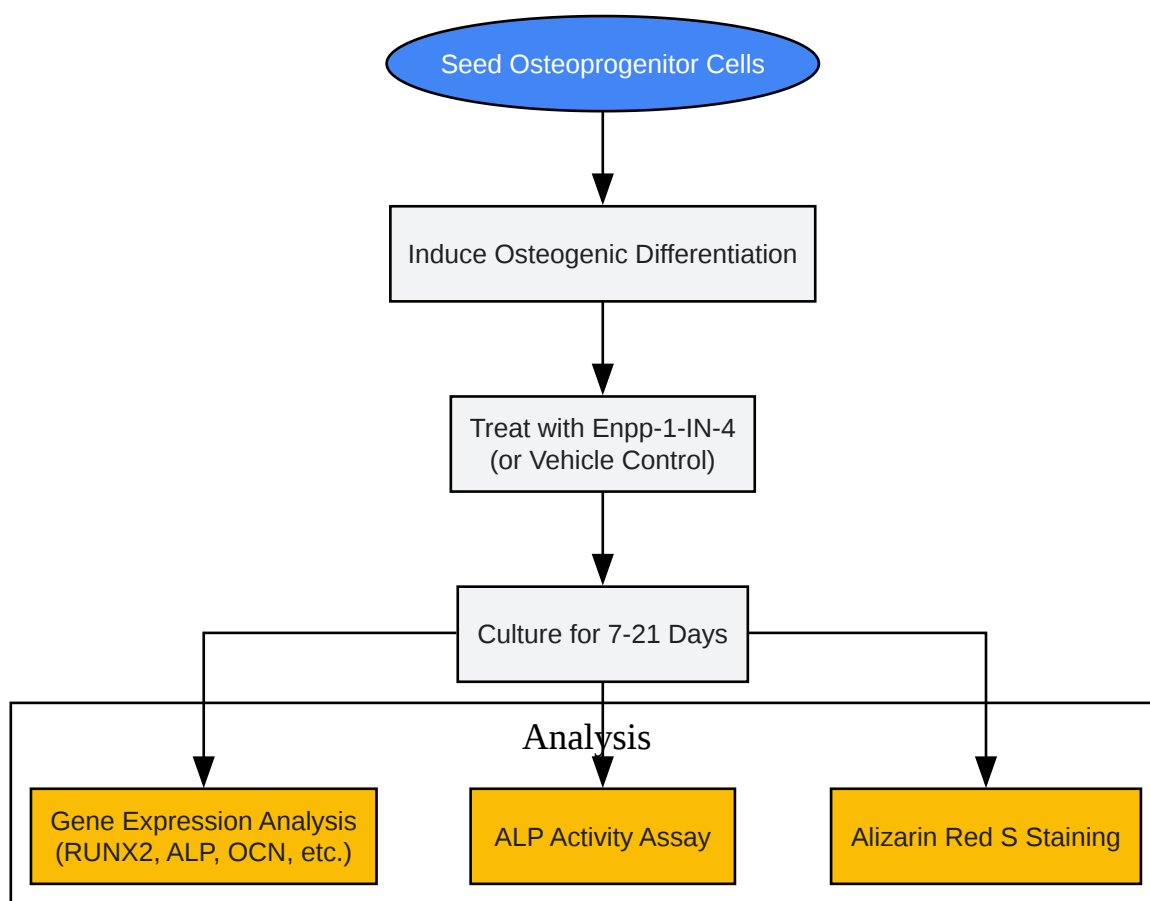 Seed Osteoprogenitor Cells
Induce Osteogenic Differentiation
Treat with Enpp-1-IN-4
(or Vehicle Control)
Culture for 7-21 Days
Analysis
Gene Expression Analysis
(RUNX2, ALP, OCN, etc.)
ALP Activity Assay
Alizarin Red S Staining